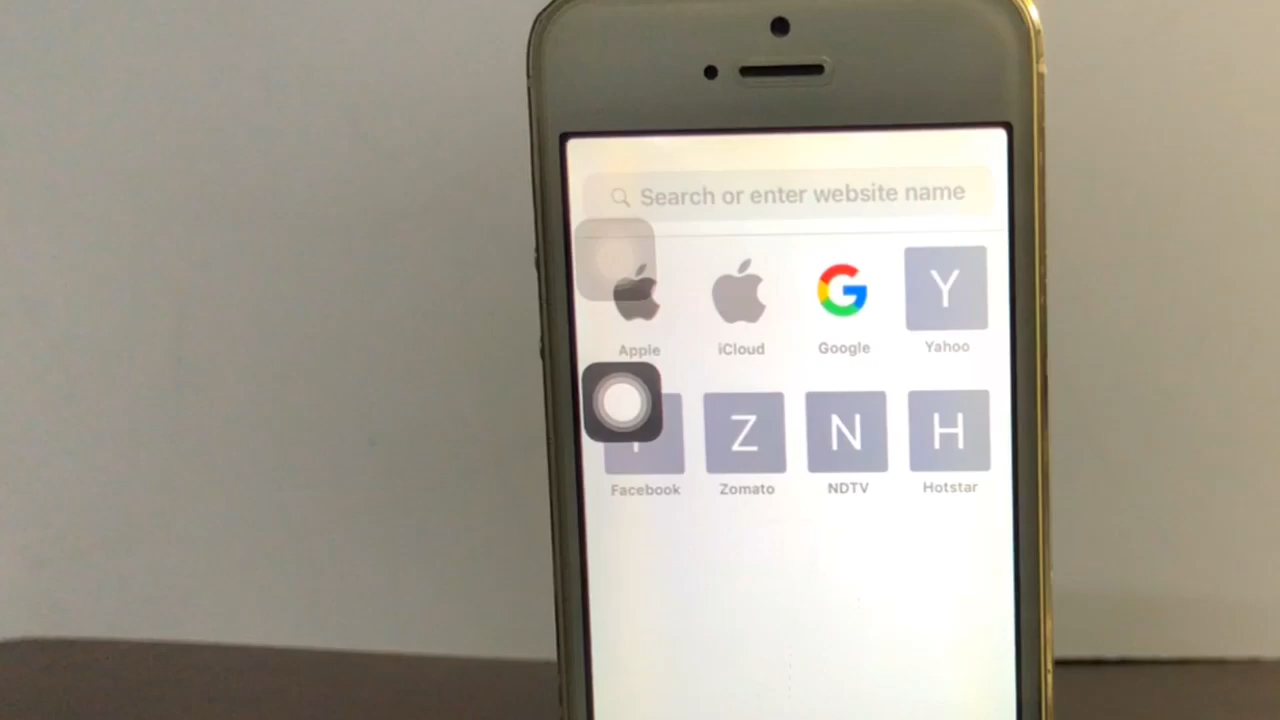 Search or enter website name
G Y
Apple iCloud Google Yahoo
Z N H
Facebook Zomato NDTV Hotstar